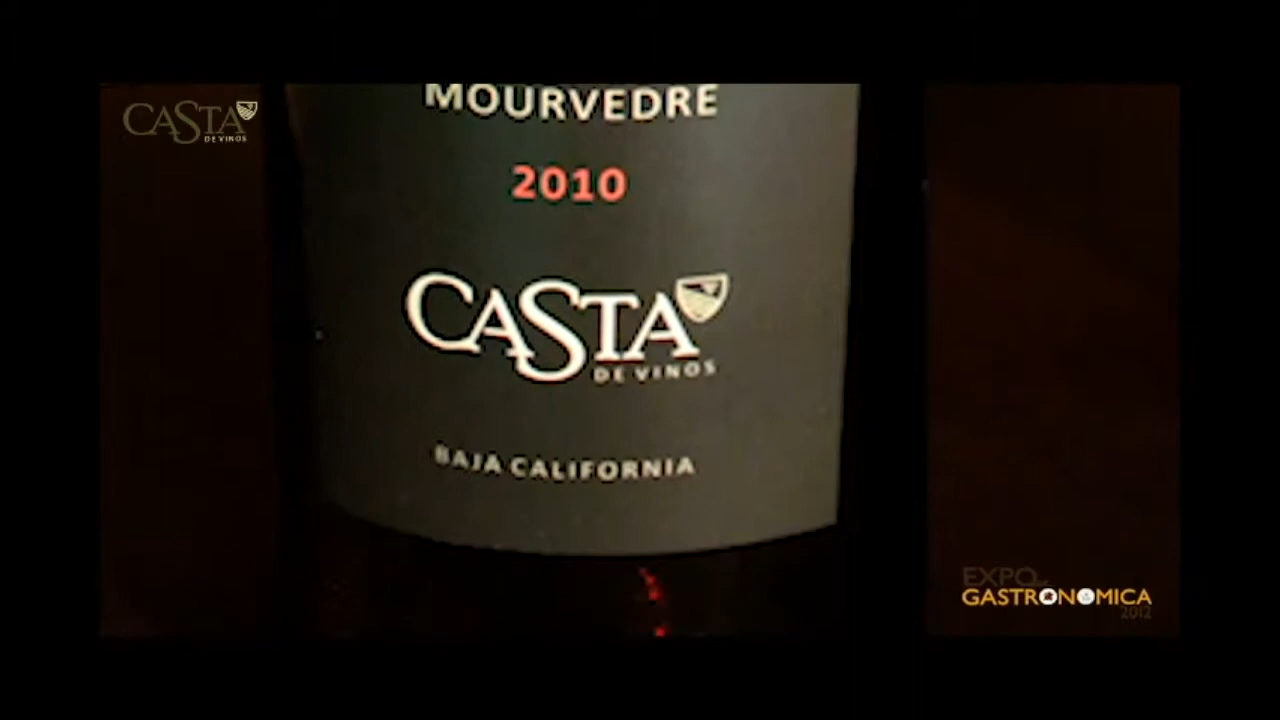 CASTA
DE VINOS
MOURVEDRE
2010
CASTA
DE VINOS
BAJA CALIFORNIA
EXPO
GASTRONOMICA
2012